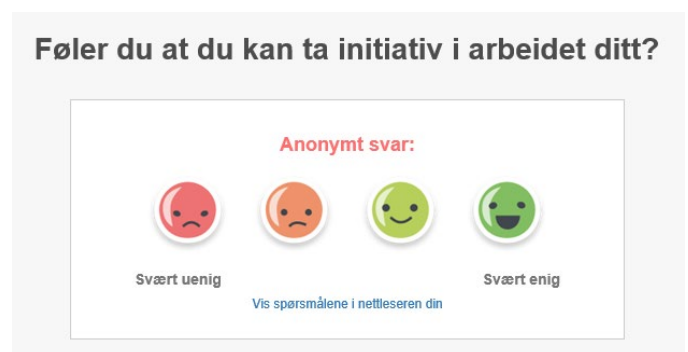 Føler du at du kan ta initiativ i arbeidet ditt?
Anonymt svar:
Svært uenig
Svært enig
Vis spørsmålene i nettleseren din